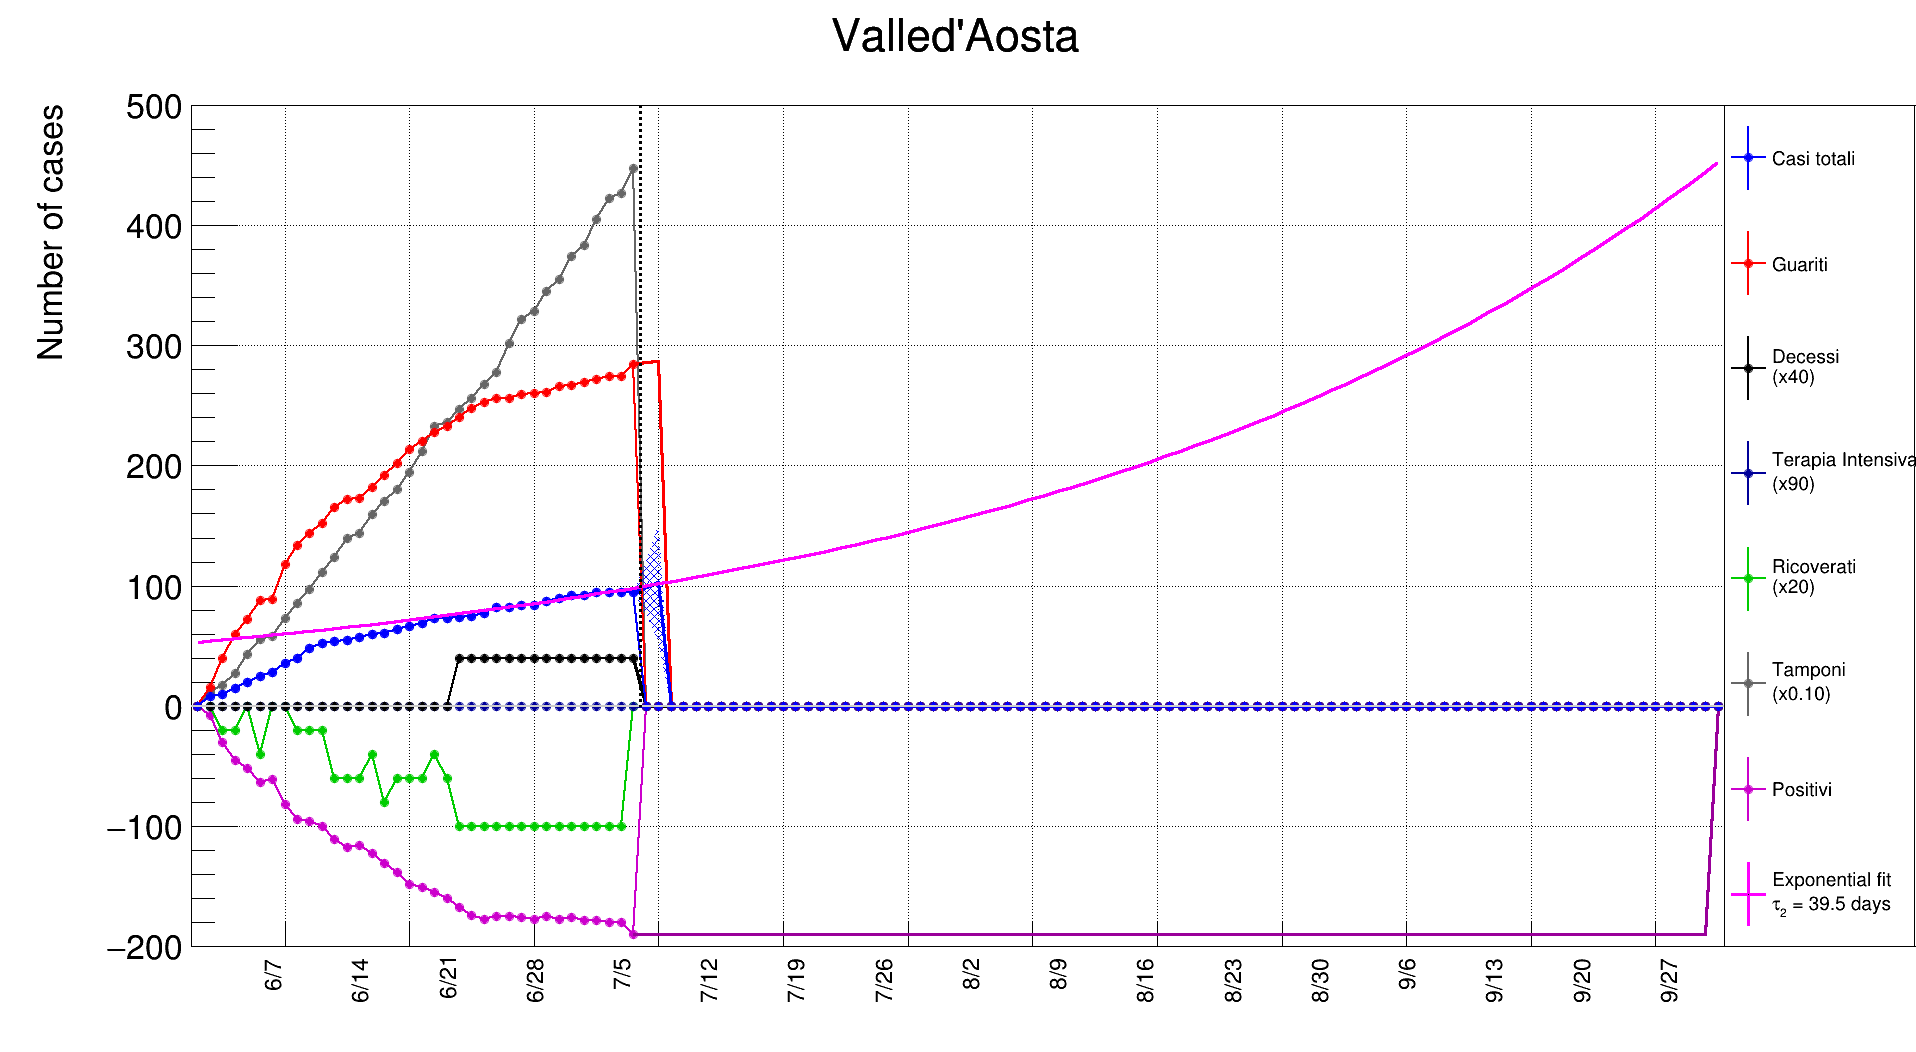 Valled'Aosta
Number of cases
500
400
300
200
100
0
−100
−200
6/7
6/14
6/21
6/28
7/5
7/12
7/19
7/26
8/2
8/9
8/16
8/23
8/30
9/6
9/13
9/20
9/27
Casi totali
Guariti
Decessi
(x40)
Terapia Intensiva
(x90)
Ricoverati
(x20)
Tamponi
(x0.10)
Positivi
Exponential fit
τ₂ = 39.5 days